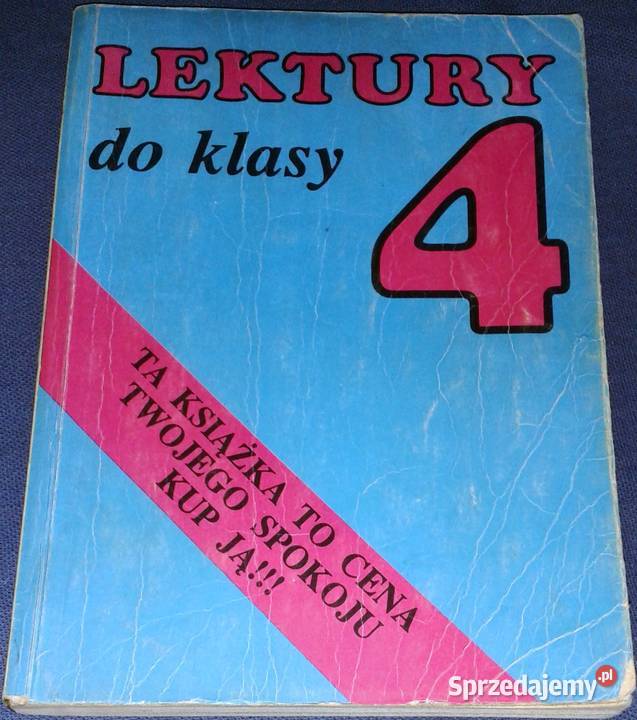 LEKTURY
do klasy
4
TA KSIĄŻKA TO CENA
TWOJEGO SPOKOJU
KUP JĄ!!!
Sprzedajemy.pl